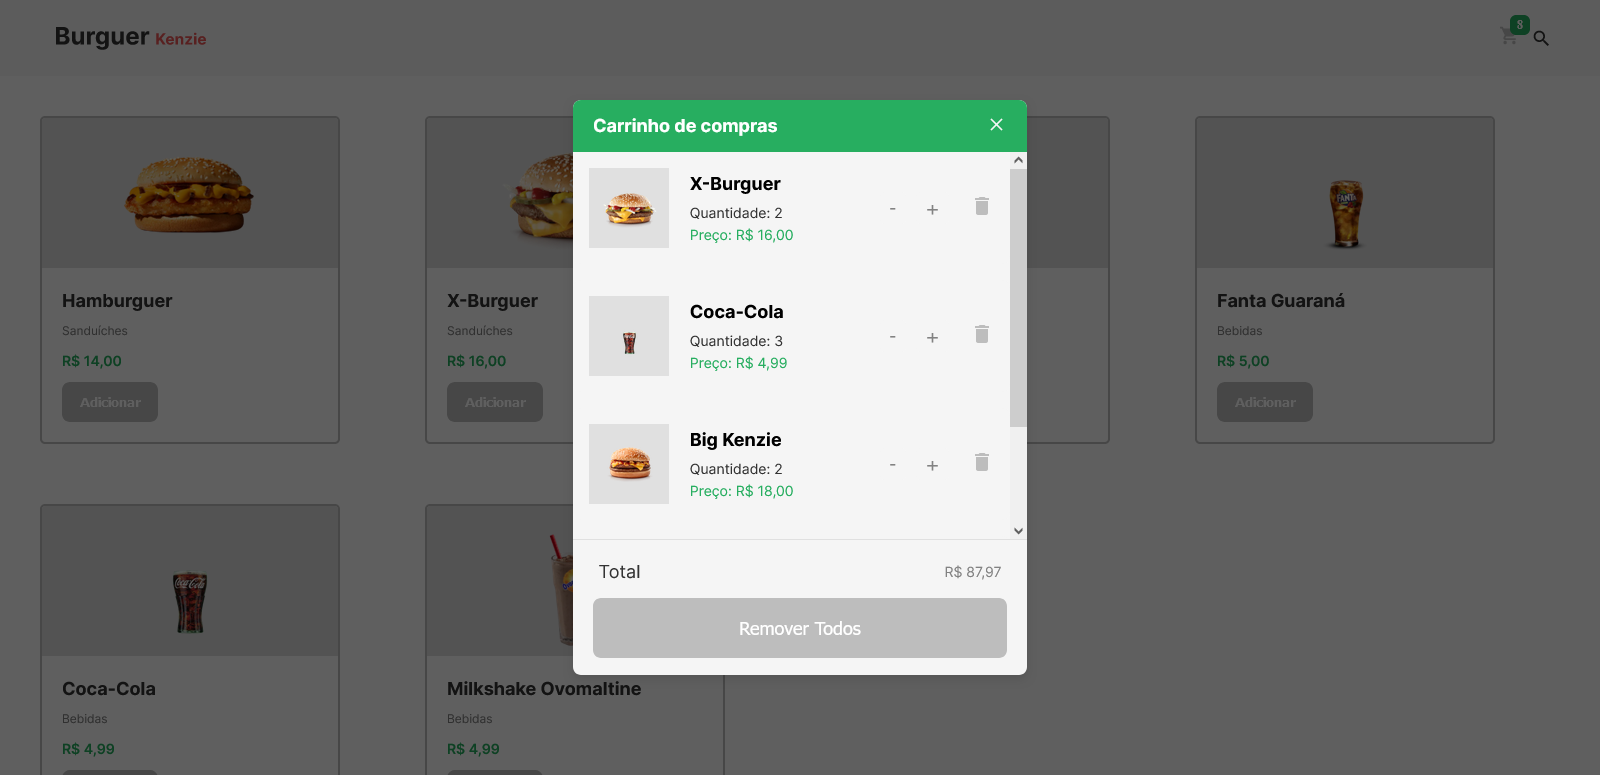 Burguer Kenzie
8
Carrinho de compras
X-Burguer
Quantidade: 2
Preço: R$ 16,00
- +
Coca-Cola
Quantidade: 3
Preço: R$ 4,99
- +
Big Kenzie
Quantidade: 2
Preço: R$ 18,00
- +
Total
R$ 87,97
Remover Todos
Hamburguer
Sanduíches
R$ 14,00
Adicionar
X-Burguer
Sanduíches
R$ 16,00
Adicionar
FANTA
Fanta Guaraná
Bebidas
R$ 5,00
Adicionar
Coca-Cola
Coca-Cola
Bebidas
R$ 4,99
Milkshake Ovomaltine
Bebidas
R$ 4,99